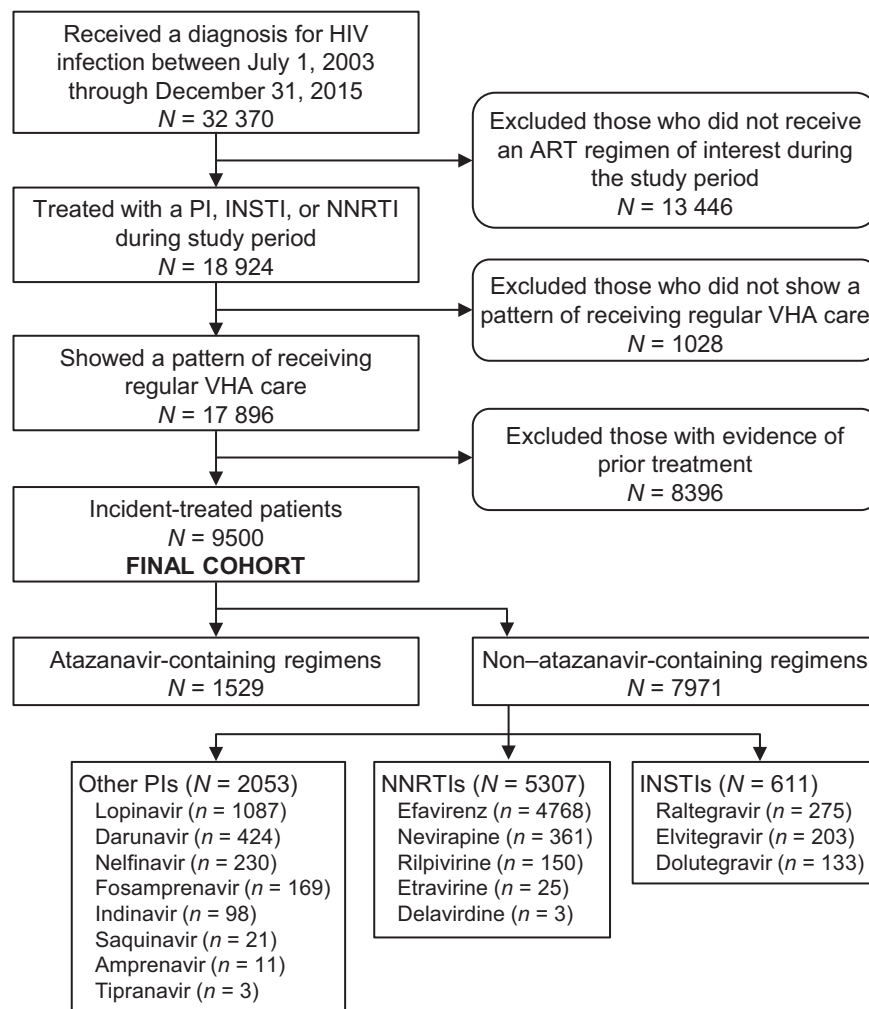 Received a diagnosis for HIV
infection between July 1, 2003
through December 31, 2015
N = 32 370
Excluded those who did not receive
an ART regimen of interest during
the study period
N = 13 446
Treated with a PI, INSTI, or NNRTI
during study period
N = 18 924
Excluded those who did not show a
pattern of receiving regular VHA care
N = 1028
Showed a pattern of receiving
regular VHA care
N = 17 896
Excluded those with evidence of
prior treatment
N = 8396
Incident-treated patients
N = 9500
FINAL COHORT
Atazanavir-containing regimens
N = 1529
Non–atazanavir-containing regimens
N = 7971
Other PIs (N = 2053)
Lopinavir (n = 1087)
Darunavir (n = 424)
Nelfinavir (n = 230)
Fosamprenavir (n = 169)
Indinavir (n = 98)
Saquinavir (n = 21)
Amprenavir (n = 11)
Tipranavir (n = 3)
NNRTIs (N = 5307)
Efavirenz (n = 4768)
Nevirapine (n = 361)
Rilpivirine (n = 150)
Etravirine (n = 25)
Delavirdine (n = 3)
INSTIs (N = 611)
Raltegravir (n = 275)
Elvitegravir (n = 203)
Dolutegravir (n = 133)